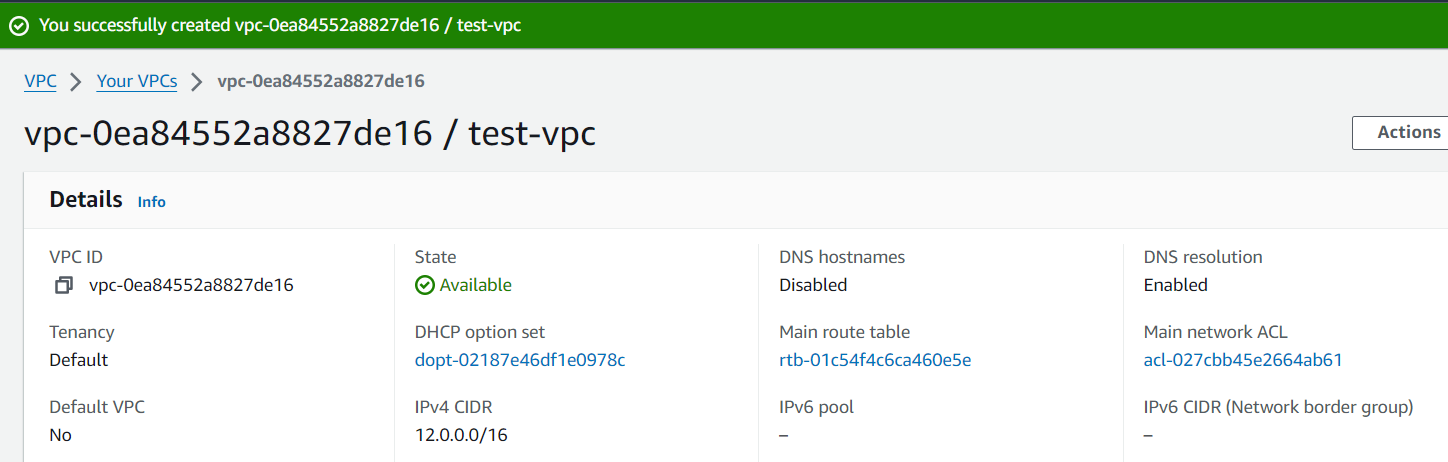 You successfully created vpc-0ea84552a8827de16 / test-vpc
VPC > Your VPCs > vpc-0ea84552a8827de16
vpc-0ea84552a8827de16 / test-vpc
Actions
Details Info
VPC ID
vpc-0ea84552a8827de16
State
Available
DNS hostnames
Disabled
DNS resolution
Enabled
Tenancy
Default
DHCP option set
dopt-02187e46df1e0978c
Main route table
rtb-01c54f4c6ca460e5e
Main network ACL
acl-027cbb45e2664ab61
Default VPC
No
IPv4 CIDR
12.0.0.0/16
IPv6 pool
–
IPv6 CIDR (Network border group)
–